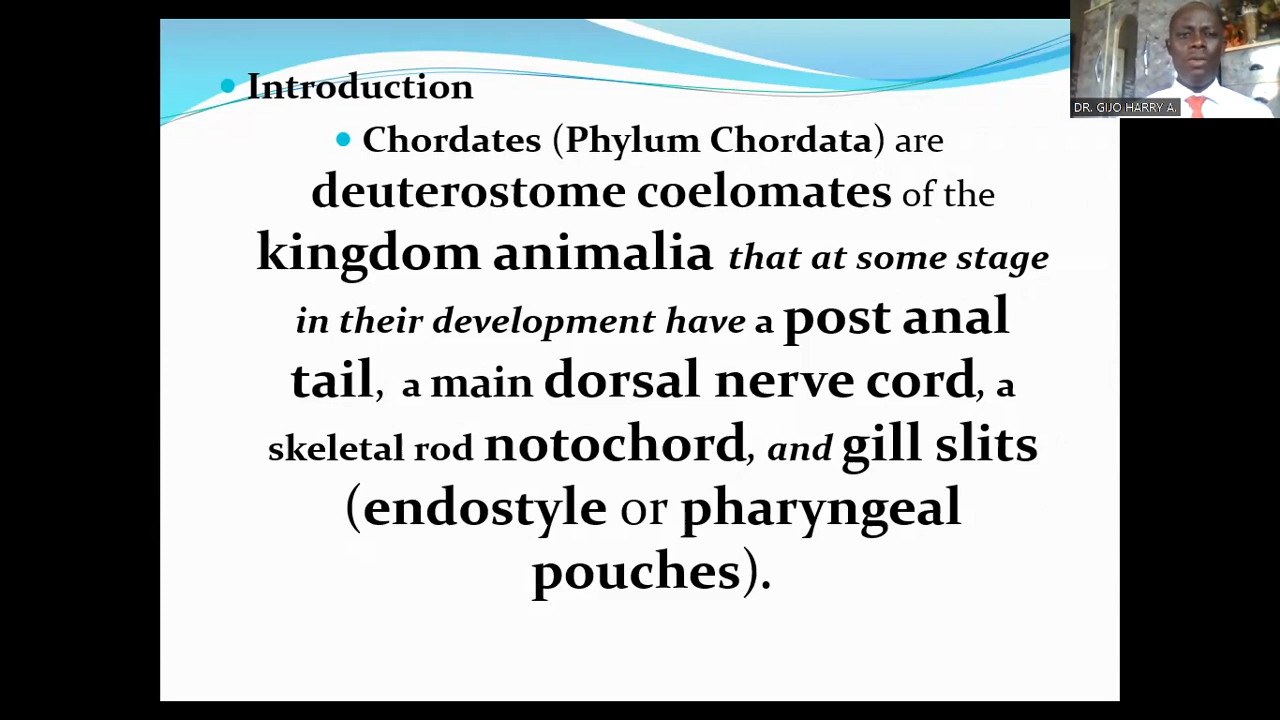 Introduction
DR. GIJO HARRY A.
Chordates (Phylum Chordata) are
deuterostome coelomates of the
kingdom animalia that at some stage
in their development have a post anal
tail, a main dorsal nerve cord, a
skeletal rod notochord, and gill slits
(endostyle or pharyngeal
pouches).